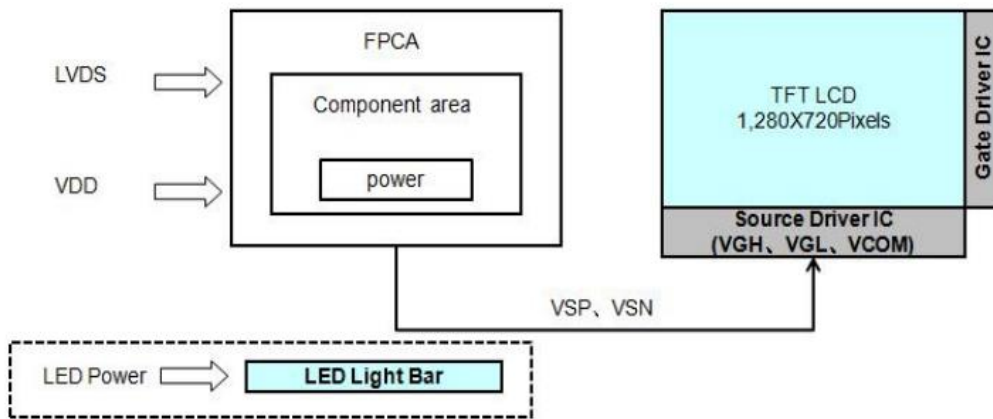 FPCA
LVDS
Component area
power
VDD
TFT LCD
1,280X720Pixels
Gate Driver IC
Source Driver IC
(VGH、VGL、VCOM)
VSP、VSN
LED Power
LED Light Bar